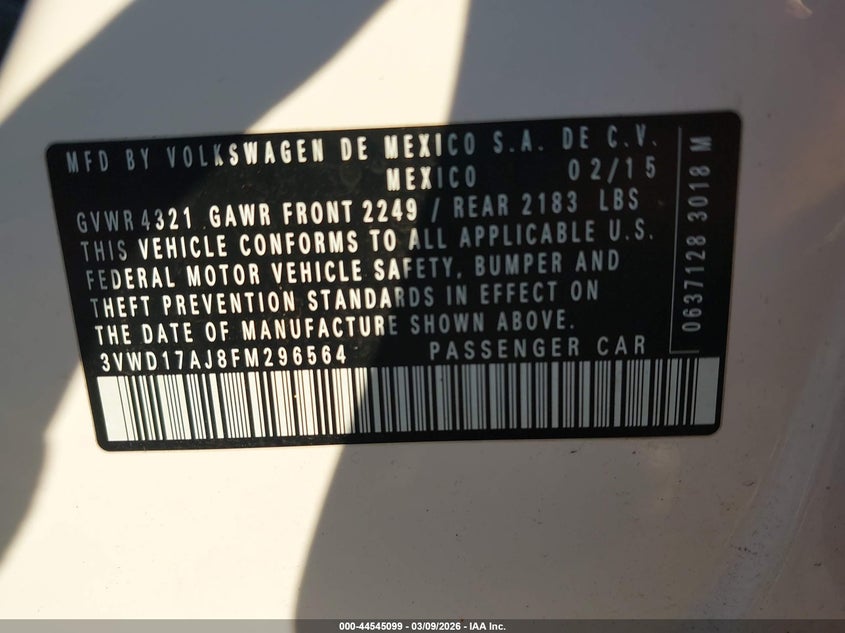 MFD BY VOLKSWAGEN DE MEXICO S.A. DE C.V.
MEXICO 02/15
GVWR 4321 GAWR FRONT 2249 / REAR 2183 LBS
THIS VEHICLE CONFORMS TO ALL APPLICABLE U.S.
FEDERAL MOTOR VEHICLE SAFETY, BUMPER AND
THEFT PREVENTION STANDARDS IN EFFECT ON
THE DATE OF MANUFACTURE SHOWN ABOVE.
3VWD17AJ8FM296564 PASSENGER CAR
0637128 3018 M
000-44545099 - 03/09/2026 - IAA Inc.